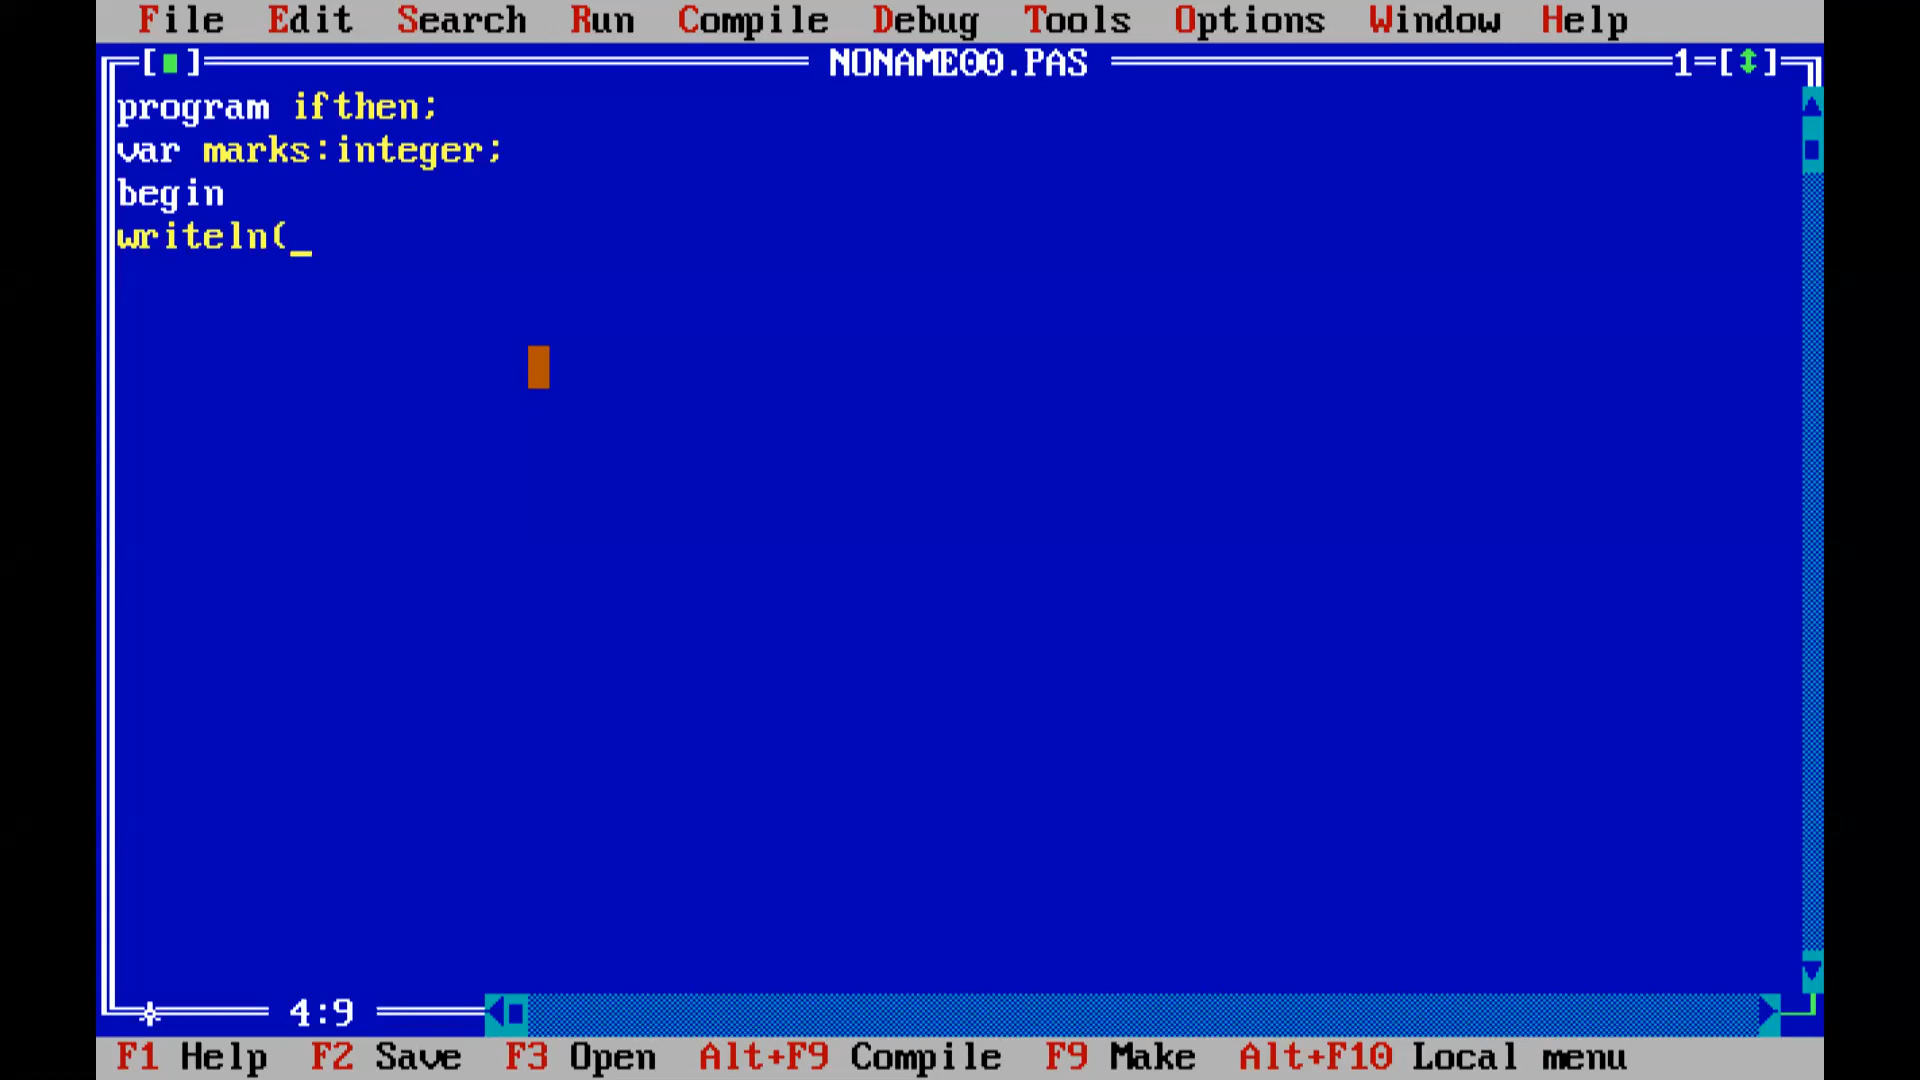 File Edit Search Run Compile Debug Tools Options Window Help
[■] NONAME00.PAS 1=[↕]
program ifthen;
var marks:integer;
begin
writeln(_
4:9
F1 Help F2 Save F3 Open Alt+F9 Compile F9 Make Alt+F10 Local menu